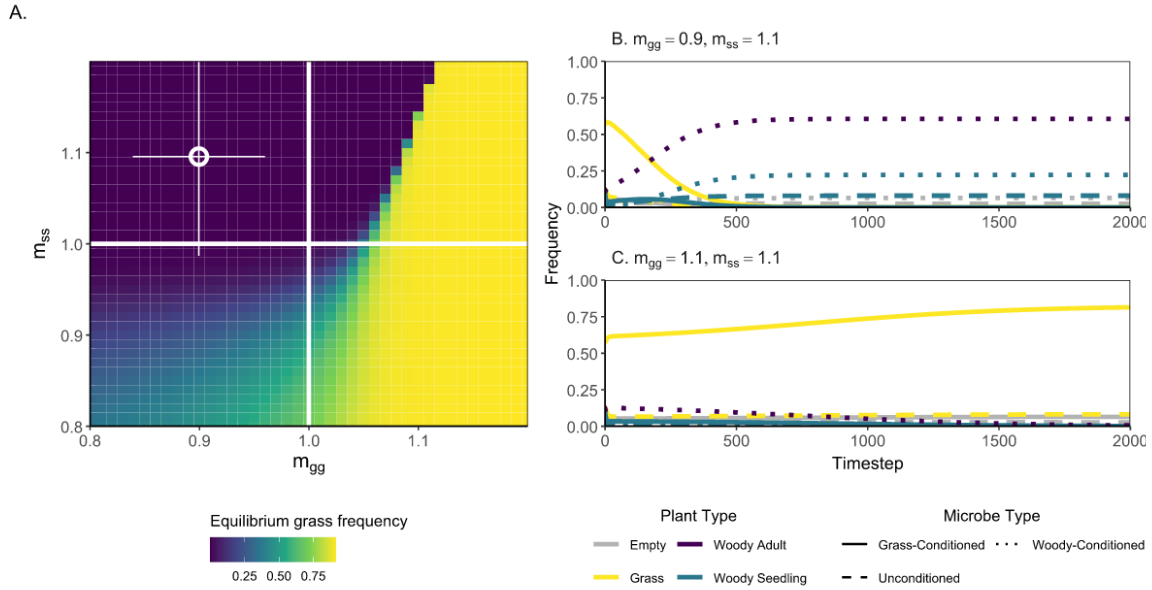 A.
B. m_gg = 0.9, m_ss = 1.1
1.00
0.75
0.50
0.25
0.00
0 500 1000 1500 2000
C. m_gg = 1.1, m_ss = 1.1
1.00
0.75
0.50
0.25
0.00
0 500 1000 1500 2000
Timestep
Frequency
m_ss
1.1
1.0
0.9
0.8
0.8 0.9 1.0 1.1
m_gg
Equilibrium grass frequency
0.25 0.50 0.75
Plant Type
Empty Woody Adult
Grass Woody Seedling
Microbe Type
Grass-Conditioned Woody-Conditioned
Unconditioned